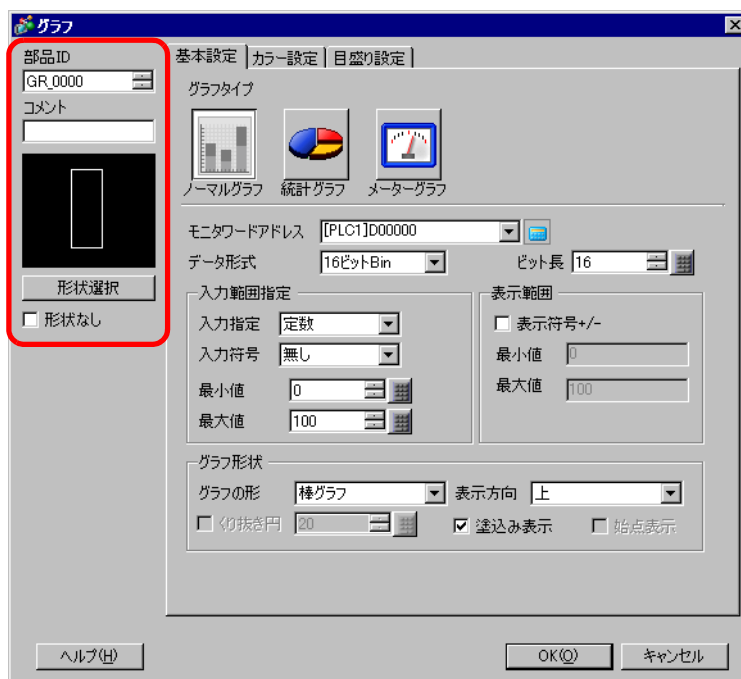 グラフ
部品ID
GR_0000
コメント
形状選択
形状なし
基本設定 カラー設定 目盛り設定
グラフタイプ
ノーマルグラフ 統計グラフ メーターグラフ
モニタワードアドレス [PLC1]D00000
データ形式 16ビットBin ビット長 16
入力範囲指定
入力指定 定数
入力符号 無し
最小値 0
最大値 100
表示範囲
表示符号+/-
最小値 0
最大値 100
グラフ形状
グラフの形 棒グラフ 表示方向 上
くり抜き円 20 塗込み表示 始点表示
ヘルプ(H) OK(O) キャンセル